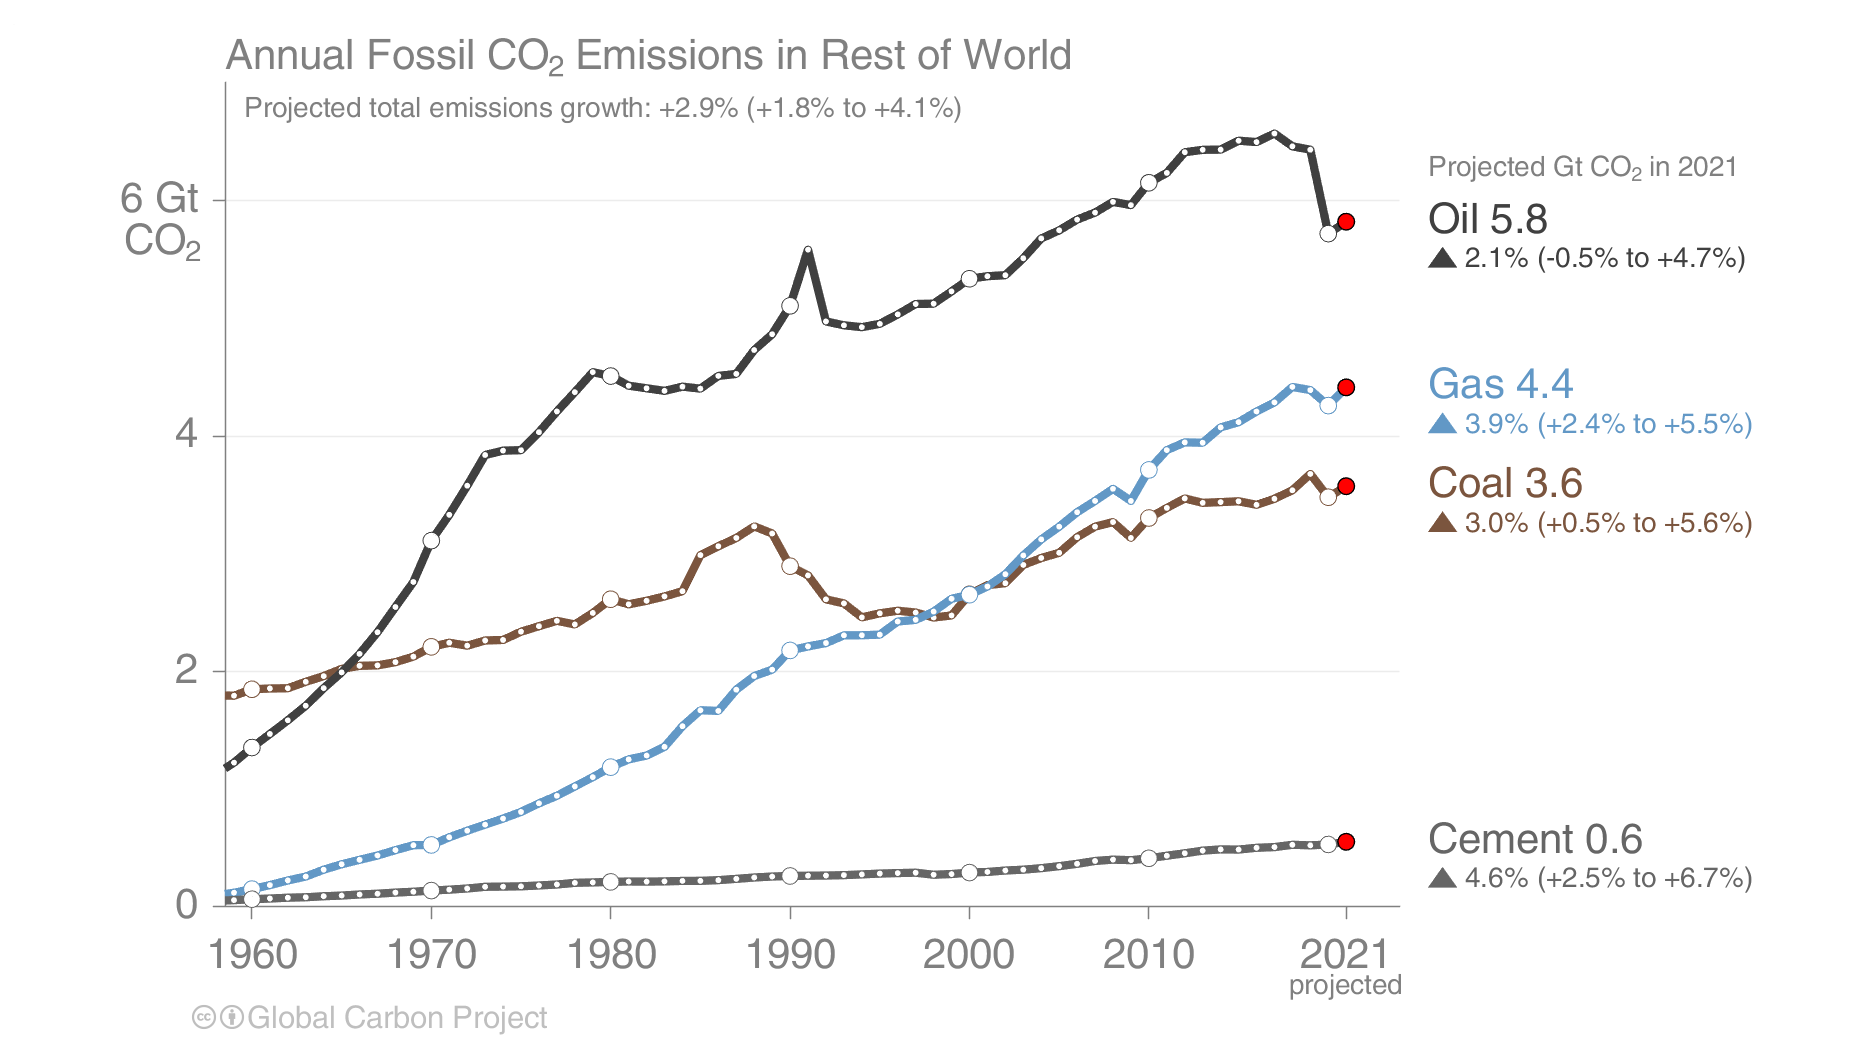 Annual Fossil CO₂ Emissions in Rest of World
Projected total emissions growth: +2.9% (+1.8% to +4.1%)
6 Gt
CO₂
4
2
0
1960 1970 1980 1990 2000 2010 2021
projected
Projected Gt CO₂ in 2021
Oil 5.8
▲ 2.1% (-0.5% to +4.7%)
Gas 4.4
▲ 3.9% (+2.4% to +5.5%)
Coal 3.6
▲ 3.0% (+0.5% to +5.6%)
Cement 0.6
▲ 4.6% (+2.5% to +6.7%)
cc Global Carbon Project